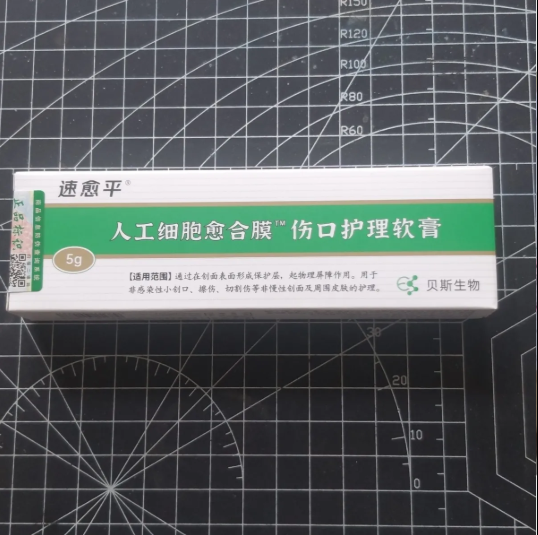 R150
R120
R100
R80
R60
速愈平®
人工细胞愈合膜™伤口护理软膏
5g
【适用范围】通过在创面表面形成保护层，起物理屏障作用。用于
非感染性小创口、擦伤、切割伤等非慢性创面及周围皮肤的护理。
贝斯生物
30
20
10
0